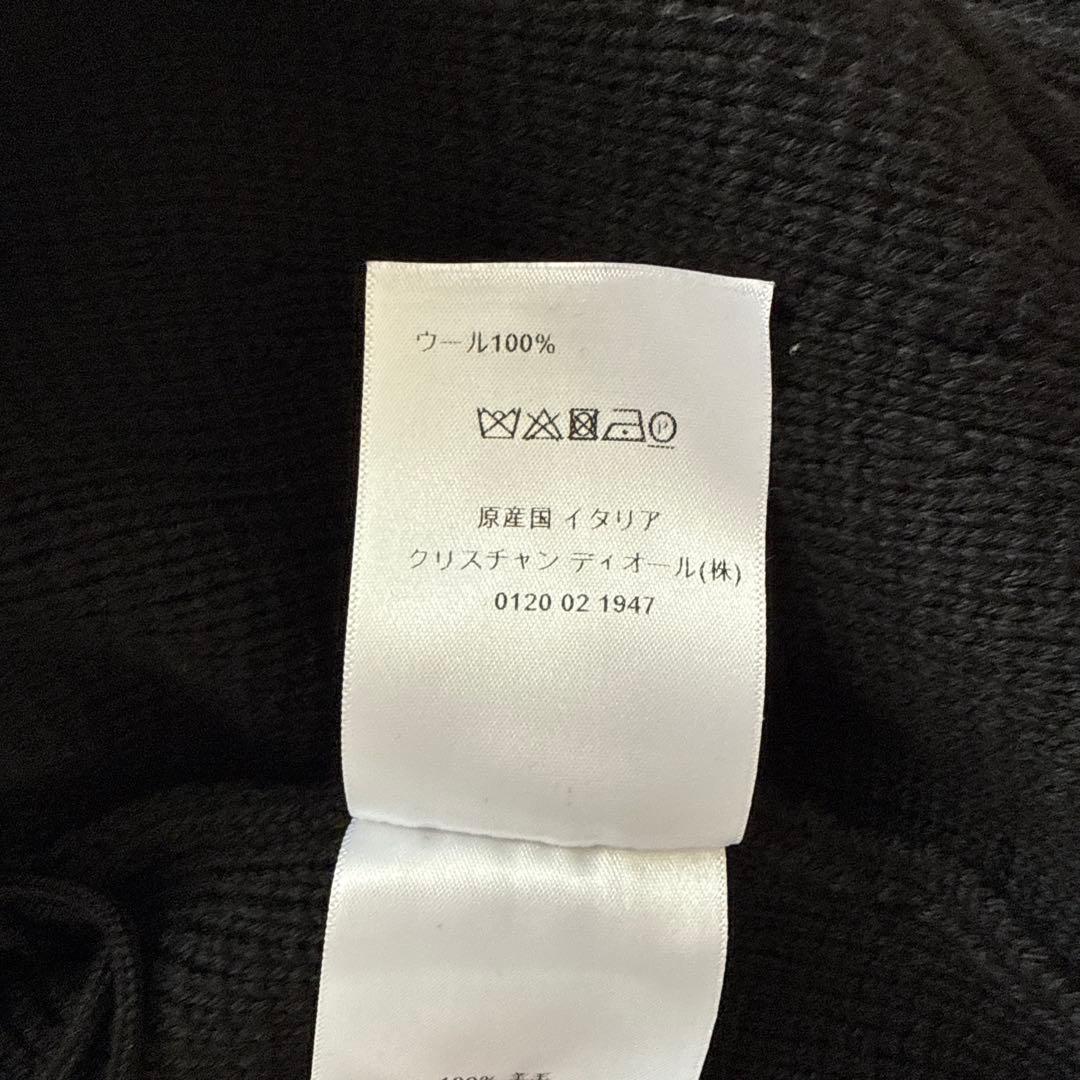 ウール100%
P
原産国 イタリア
クリスチャン ディオール(株)
0120 02 1947
100%